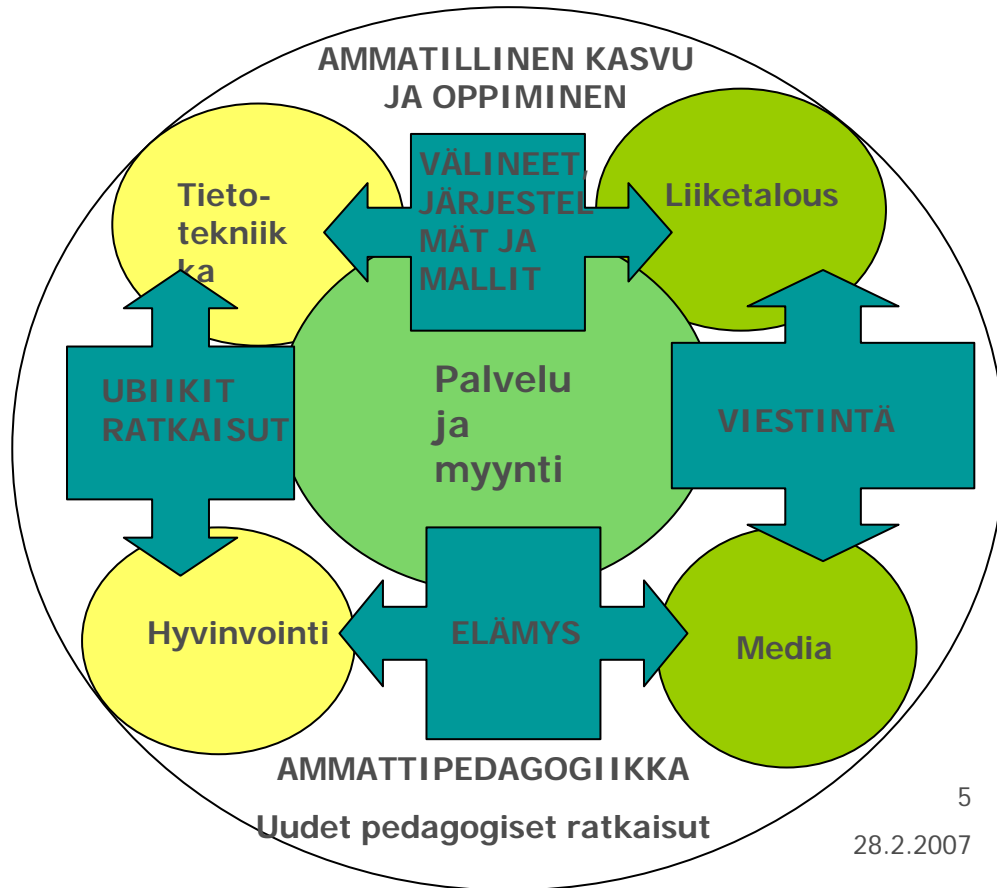 AMMATILLINEN KASVU
JA OPPIMINEN
VÄLINEET,
JÄRJESTEL
MÄT JA
MALLIT
Tieto-
tekniik
ka
Liiketalous
UBIIKIT
RATKAISUT
Palvelu
ja
myynti
VIESTINTÄ
Hyvinvointi
ELÄMYS
Media
AMMATTIPEDAGOGIIKKA
Uudet pedagogiset ratkaisut
5
28.2.2007